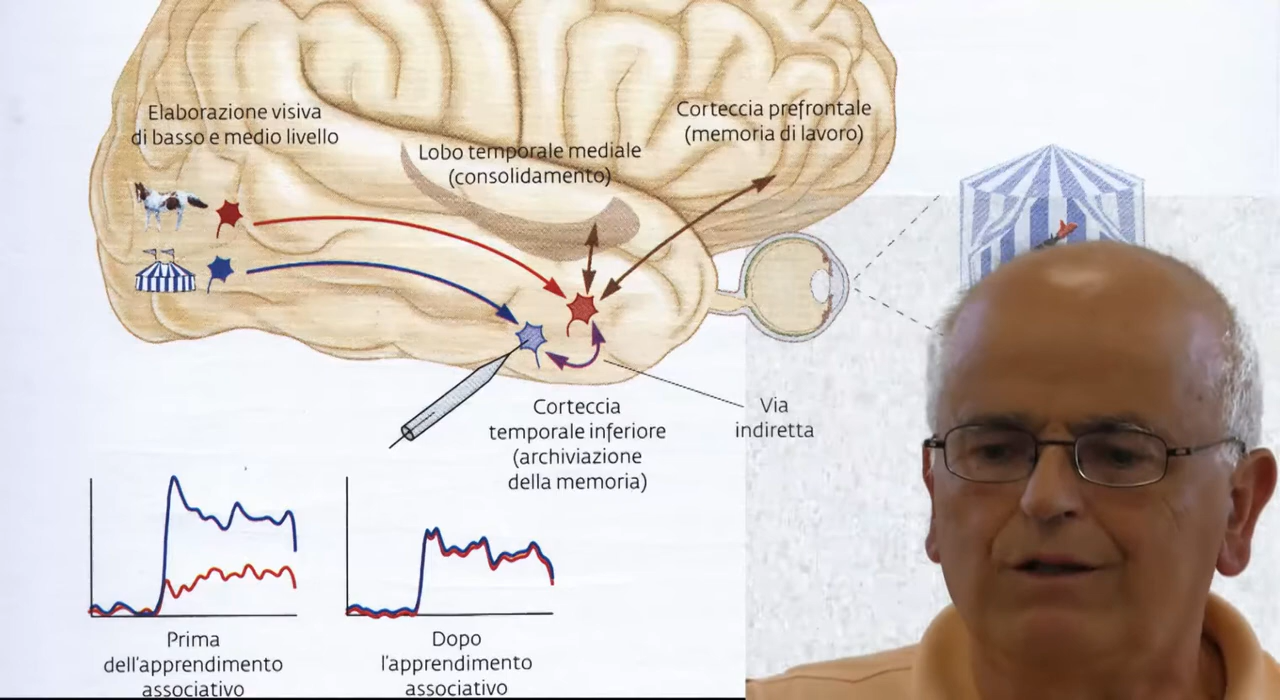 Elaborazione visiva
di basso e medio livello
Lobo temporale mediale
(consolidamento)
Corteccia prefrontale
(memoria di lavoro)
Corteccia
temporale inferiore
(archiviazione
della memoria)
Via
indiretta
Prima
dell'apprendimento
associativo
Dopo
l'apprendimento
associativo